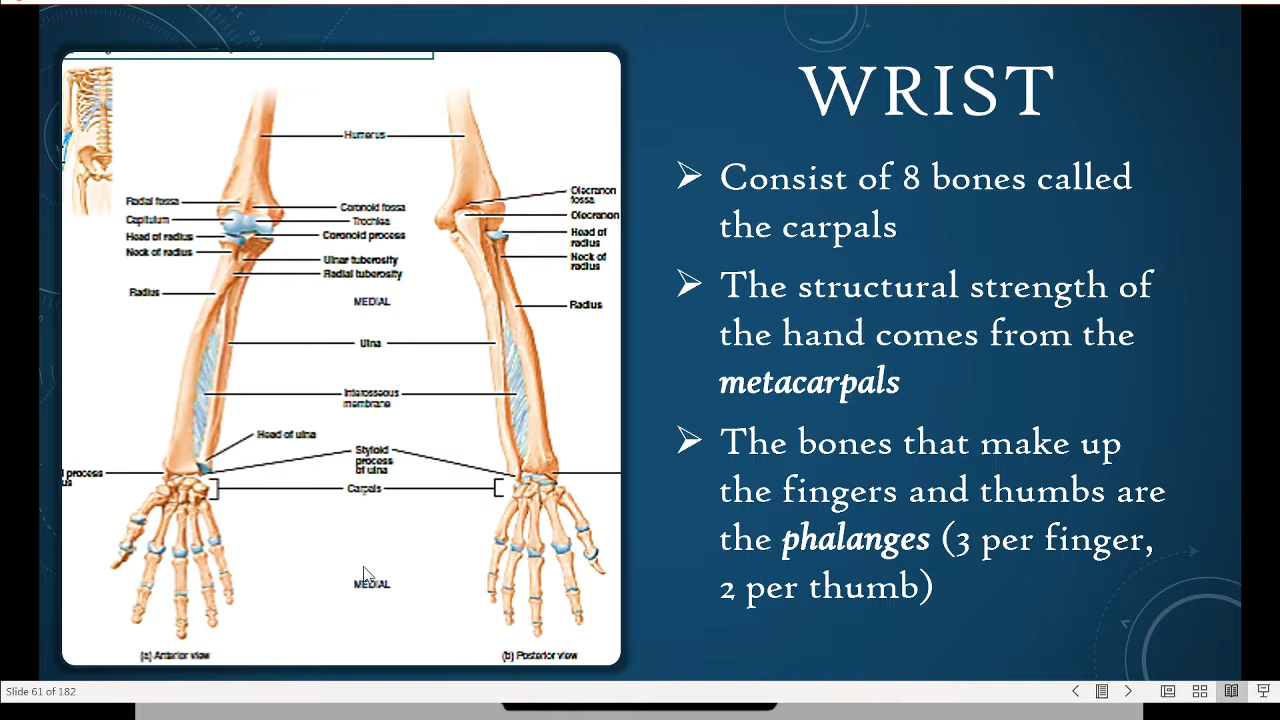 WRIST
Consist of 8 bones called
the carpals
The structural strength of
the hand comes from the
metacarpals
The bones that make up
the fingers and thumbs are
the phalanges (3 per finger,
2 per thumb)
Humerus
Radial fossa
Capitulum
Head of radius
Neck of radius
Radius
Coronoid fossa
Trochlea
Coronoid process
Ulnar tuberosity
Radial tuberosity
MEDIAL
Ulna
Interosseous
membrane
Head of ulna
Styloid
process
of ulna
Carpals
MEDIAL
process
Olecranon
fossa
Olecranon
Head of
radius
Neck of
radius
Radius
(a) Anterior view
(b) Posterior view
Slide 61 of 182